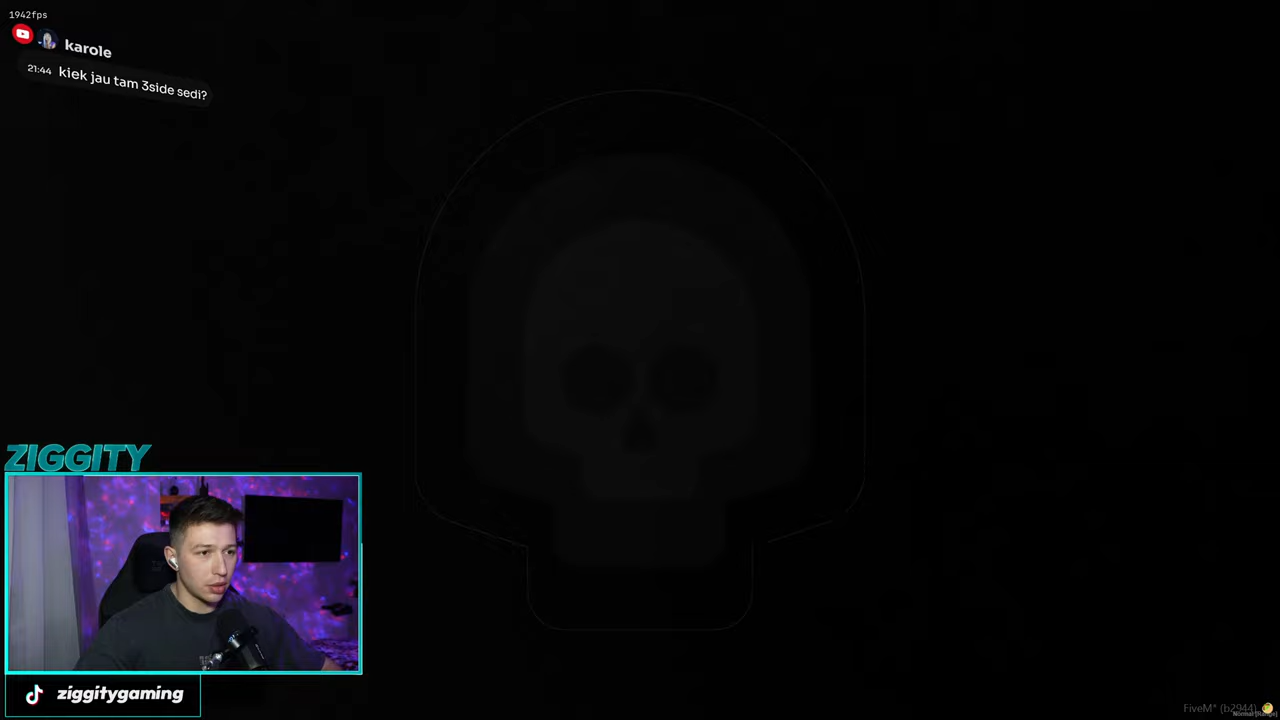 1942fps
karole
21:44 kiek jau tam 3side sedi?
ZIGGITY
ziggitygaming
FiveM* (b2944)